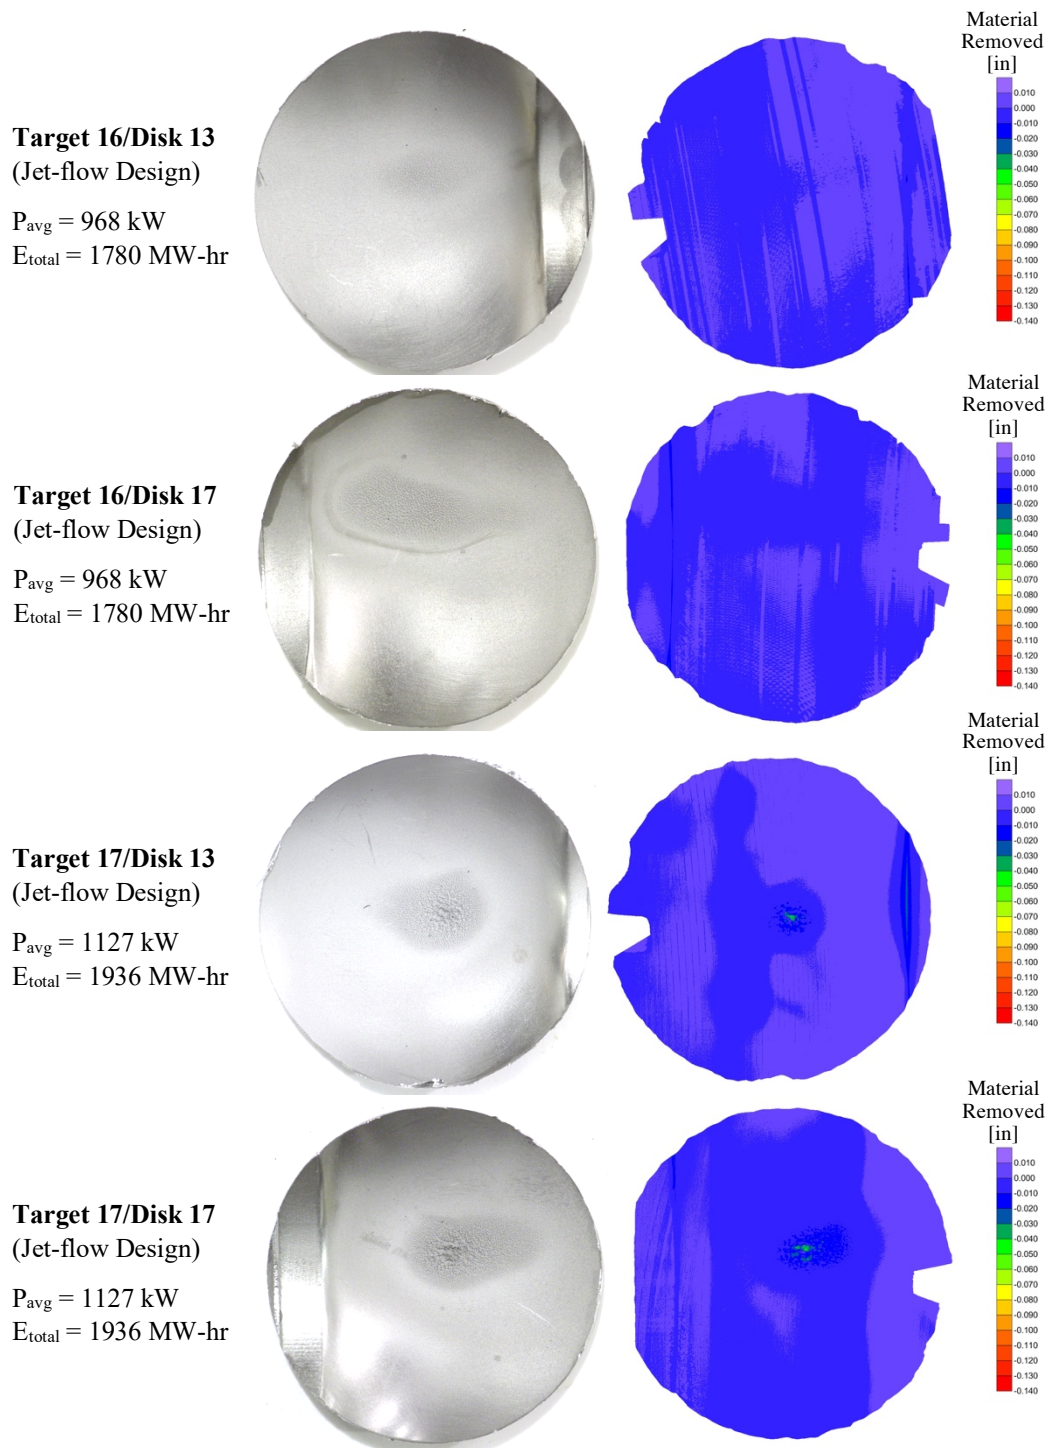 Material
Removed
[in]
Target 16/Disk 13
(Jet-flow Design)
Pavg = 968 kW
Etotal = 1780 MW-hr
0.010
0.000
-0.010
-0.020
-0.030
-0.040
-0.050
-0.060
-0.070
-0.080
-0.090
-0.100
-0.110
-0.120
-0.130
-0.140
Material
Removed
[in]
Target 16/Disk 17
(Jet-flow Design)
Pavg = 968 kW
Etotal = 1780 MW-hr
0.010
0.000
-0.010
-0.020
-0.030
-0.040
-0.050
-0.060
-0.070
-0.080
-0.090
-0.100
-0.110
-0.120
-0.130
-0.140
Material
Removed
[in]
Target 17/Disk 13
(Jet-flow Design)
Pavg = 1127 kW
Etotal = 1936 MW-hr
0.010
0.000
-0.010
-0.020
-0.030
-0.040
-0.050
-0.060
-0.070
-0.080
-0.090
-0.100
-0.110
-0.120
-0.130
-0.140
Material
Removed
[in]
Target 17/Disk 17
(Jet-flow Design)
Pavg = 1127 kW
Etotal = 1936 MW-hr
0.010
0.000
-0.010
-0.020
-0.030
-0.040
-0.050
-0.060
-0.070
-0.080
-0.090
-0.100
-0.110
-0.120
-0.130
-0.140